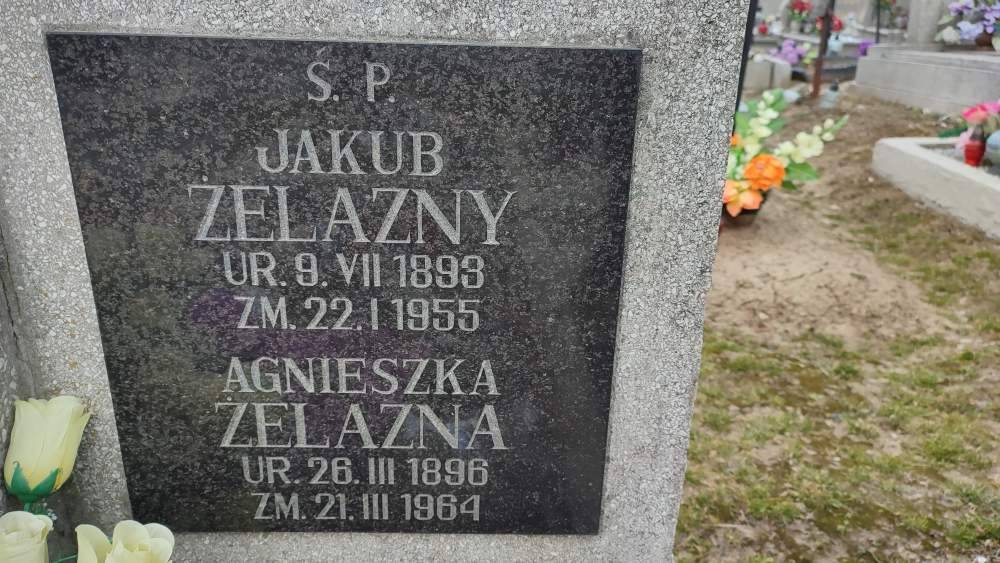 Ś. P.
JAKUB
ŻELAZNY
UR. 9. VII 1893
ZM. 22. I 1955
AGNIESZKA
ŻELAZNA
UR. 26. III 1896
ZM. 21. III 1964